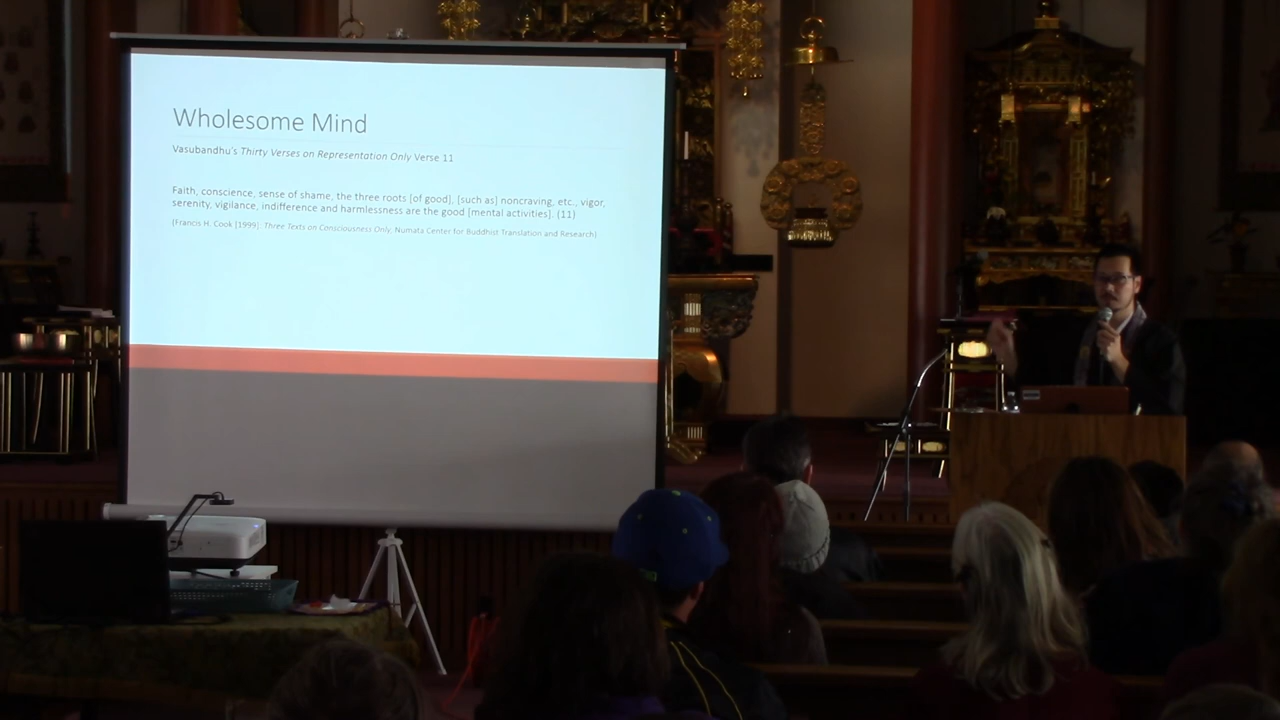 Wholesome Mind
Vasubandhu's Thirty Verses on Representation Only Verse 11
Faith, conscience, sense of shame, the three roots [of good], [such as] noncraving, etc., vigor,
serenity, vigilance, indifference and harmlessness are the good [mental activities]. (11)
(Francis H. Cook [1999]. Three Texts on Consciousness Only. Numata Center for Buddhist Translation and Research)